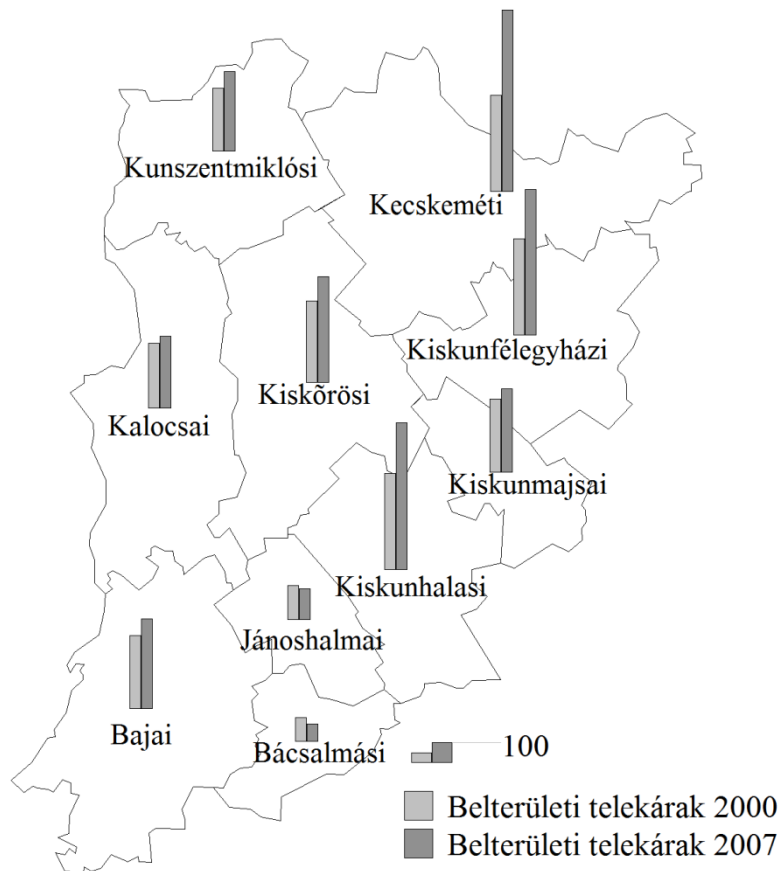 Kunszentmiklósi
Kecskeméti
Kiskunfélegyházi
Kiskõrösi
Kalocsai
Kiskunmajsai
Kiskunhalasi
Jánoshalmai
Bajai
Bácsalmási
100
Belterületi telekárak 2000
Belterületi telekárak 2007